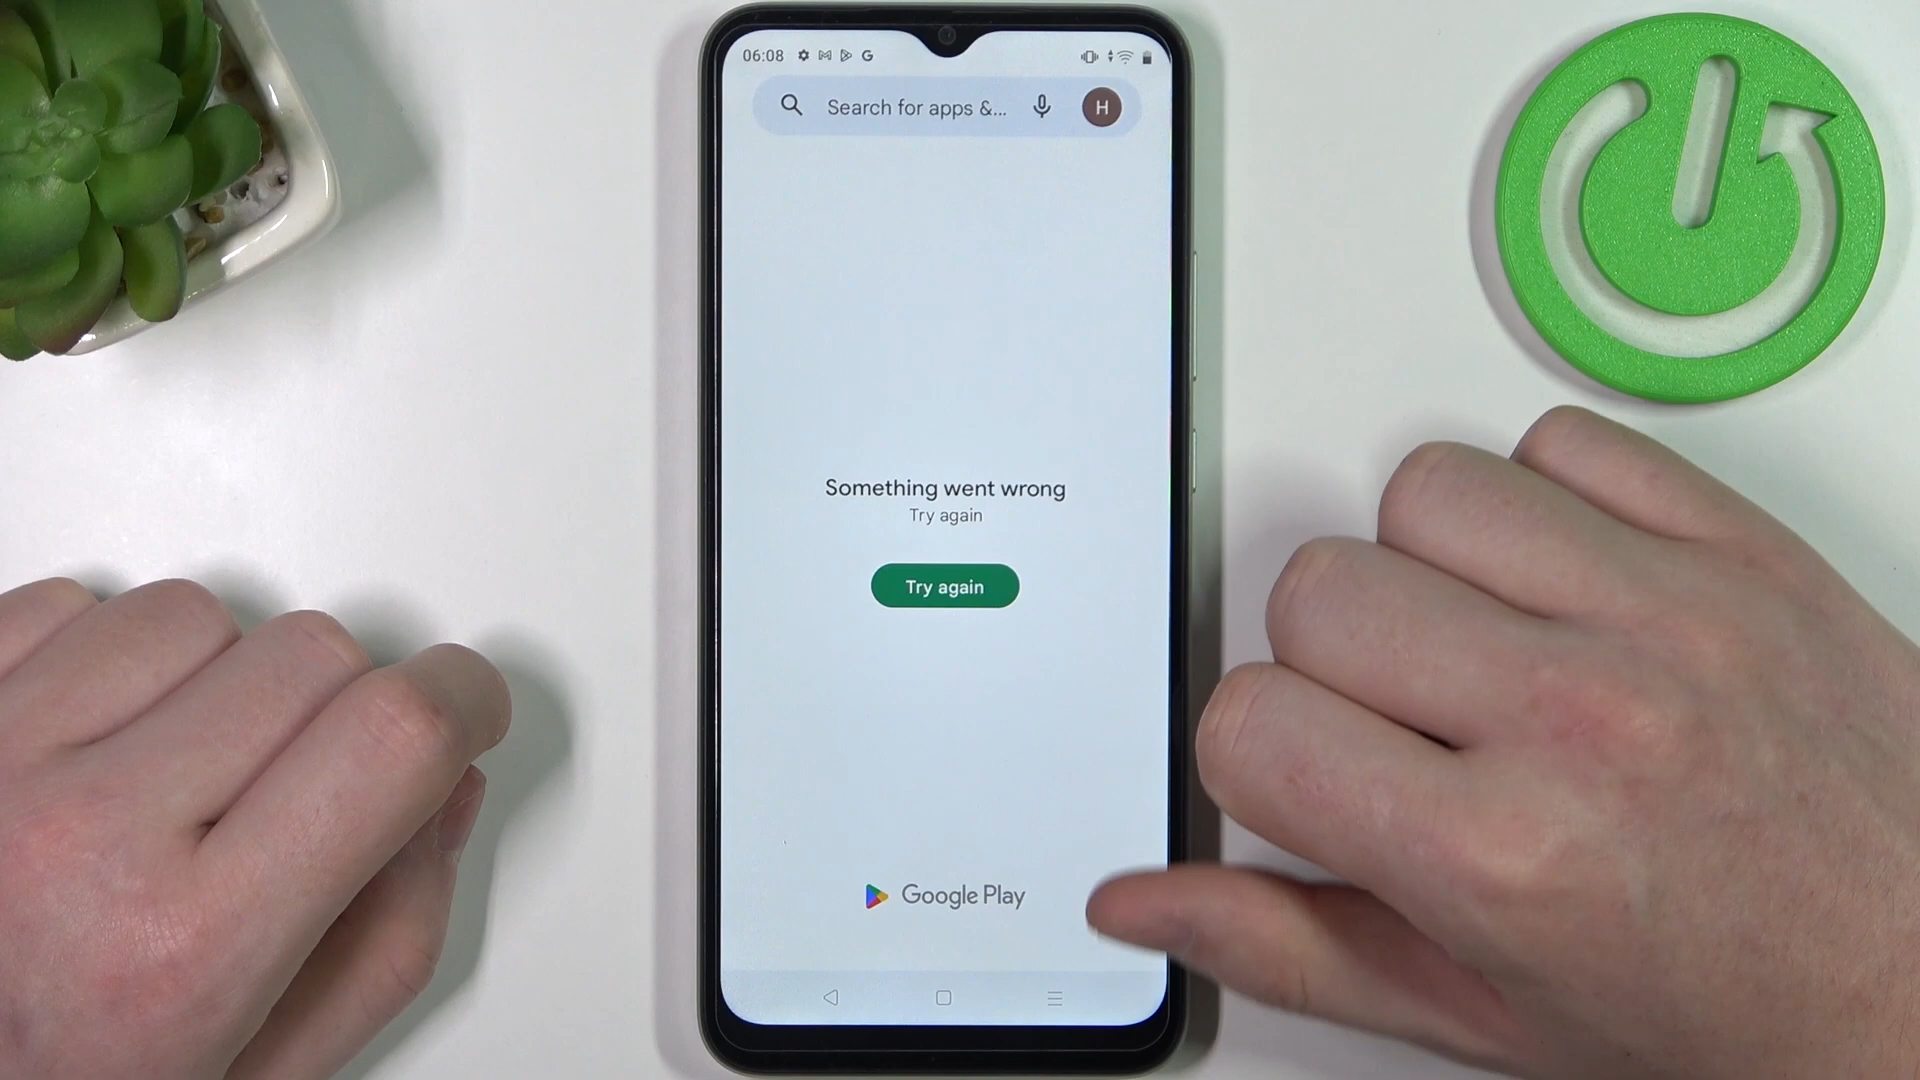 06:08
Search for apps &...
H
Something went wrong
Try again
Try again
Google Play